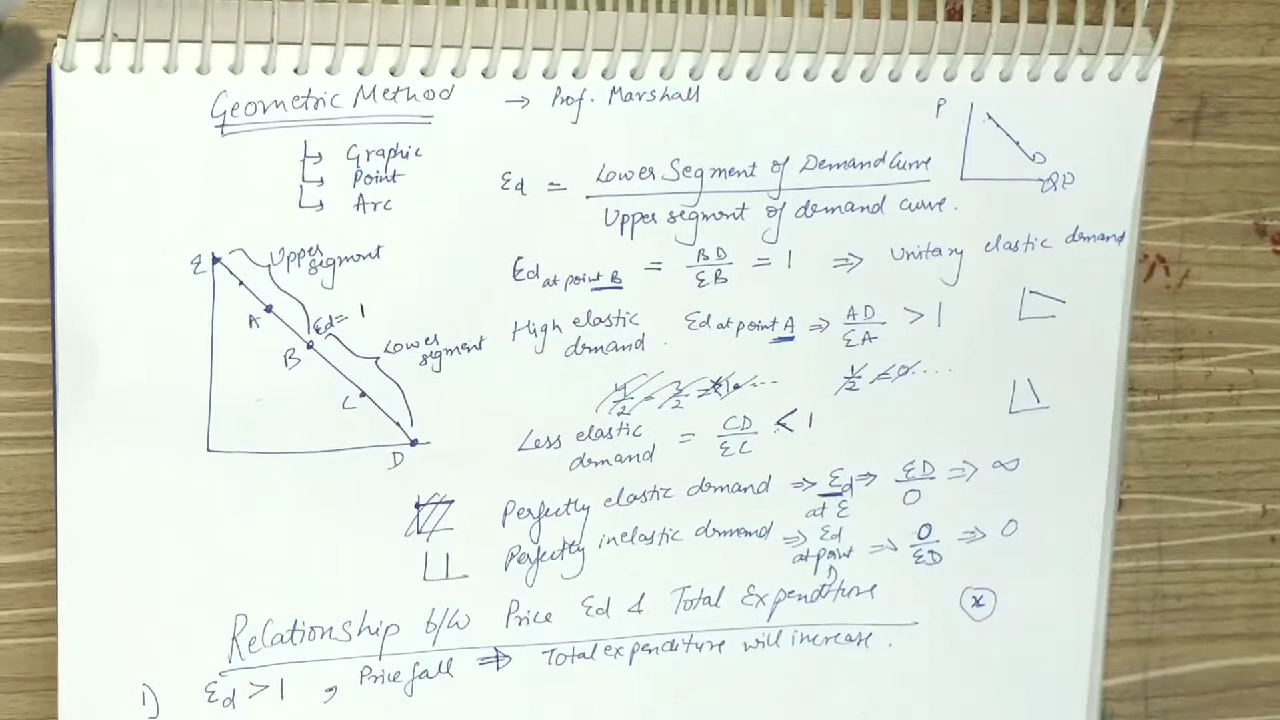 Geometric Method → Prof. Marshall
Graphic
Point
Arc
P
QD
Ed = Lower Segment of Demand Curve
Upper segment of demand curve.
E
Upper segment
A
Ed = 1
B
Lower segment
C
D
Ed at point B = BD / EB = 1 ⇒ Unitary elastic demand
High elastic demand. Ed at point A ⇒ AD / EA > 1
Less elastic demand = CD / EC < 1
Perfectly elastic demand ⇒ Ed at E ⇒ ED / 0 ⇒ ∞
Perfectly inelastic demand ⇒ Ed at point D ⇒ 0 / ED ⇒ 0
Relationship b/w Price Ed & Total Expenditure
1) Ed > 1 , Price fall ⇒ Total expenditure will increase.